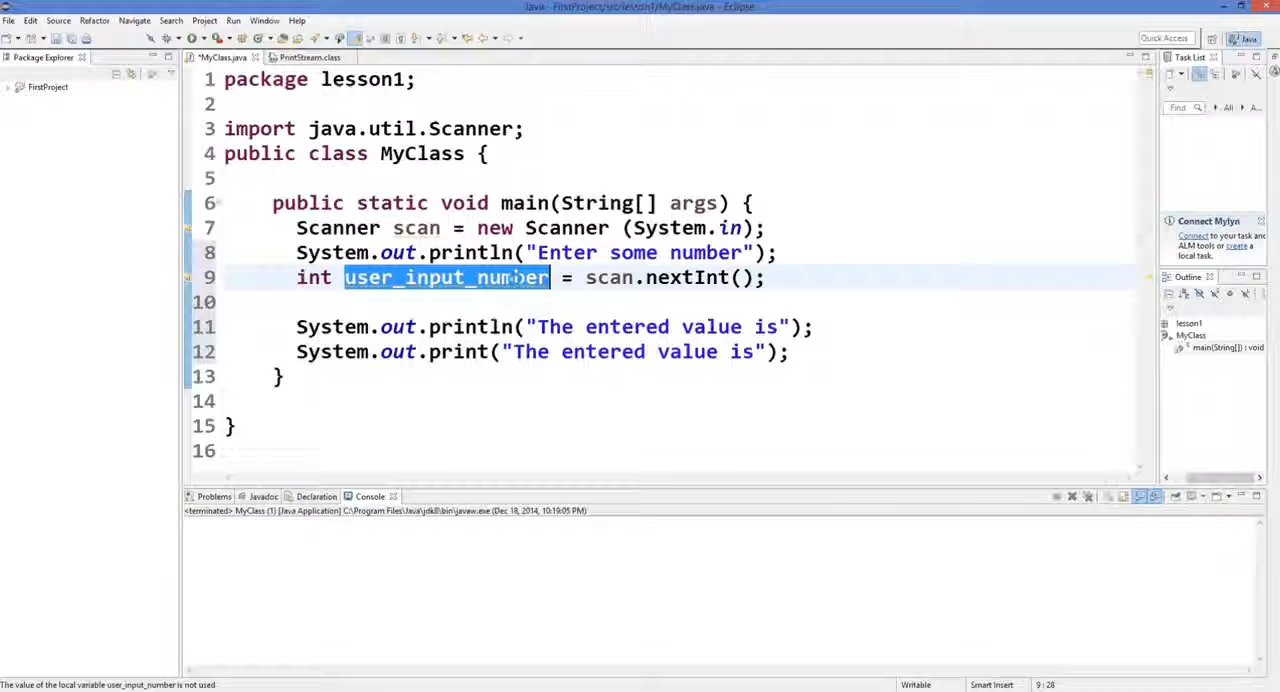 Java - FirstProject/src/lesson1/MyClass.java - Eclipse
File Edit Source Refactor Navigate Search Project Run Window Help
Quick Access
Java
Package Explorer
*MyClass.java
PrintStream.class
Task List
FirstProject
1 package lesson1;
2
3 import java.util.Scanner;
4 public class MyClass {
5
6 public static void main(String[] args) {
7 Scanner scan = new Scanner (System.in);
8 System.out.println("Enter some number");
9 int user_input_number = scan.nextInt();
10
11 System.out.println("The entered value is");
12 System.out.print("The entered value is");
13 }
14
15 }
16
Find
All
A...
Connect Mylyn
Connect to your task and
ALM tools or create a
local task.
Outline
lesson1
MyClass
main(String[]) : void
Problems Javadoc Declaration Console
<terminated> MyClass (1) [Java Application] C:\Program Files\Java\jdk8\bin\javaw.exe (Dec 18, 2014, 10:19:05 PM)
The value of the local variable user_input_number is not used
Writable
Smart Insert
9 : 28